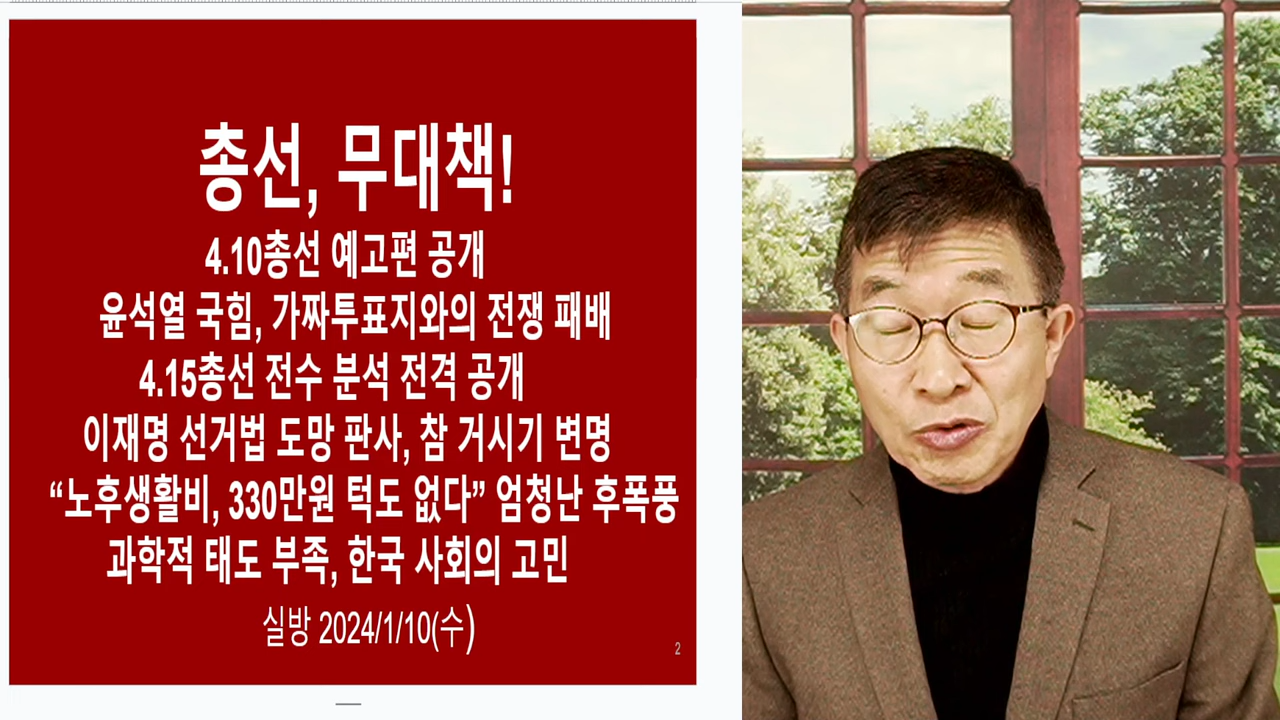 총선, 무대책!
4.10총선 예고편 공개
윤석열 국힘, 가짜투표지와의 전쟁 패배
4.15총선 전수 분석 전격 공개
이재명 선거법 도망 판사, 참 거시기 변명
“노후생활비, 330만원 턱도 없다” 엄청난 후폭풍
과학적 태도 부족, 한국 사회의 고민
실방 2024/1/10(수)
2